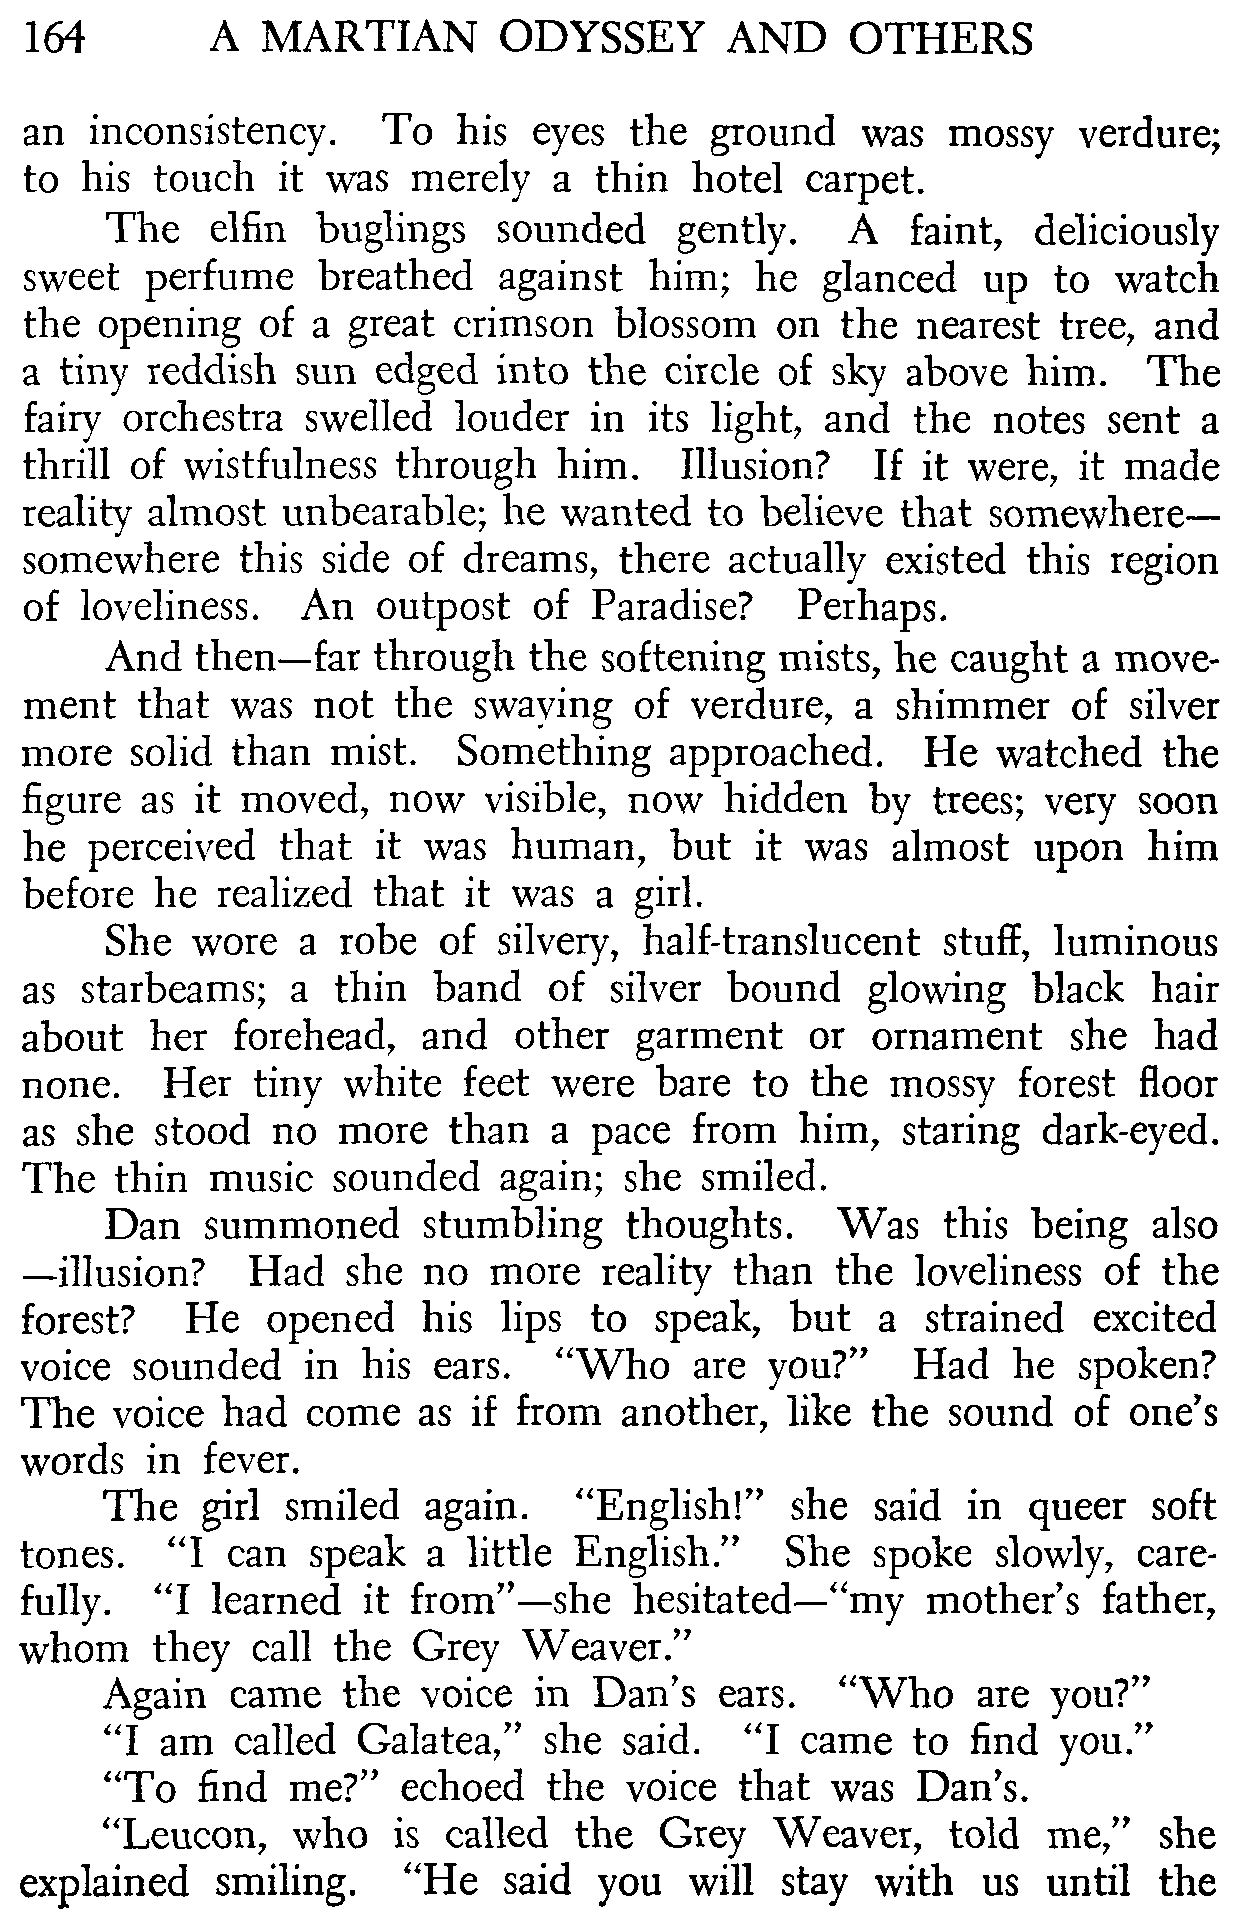 164 A MARTIAN ODYSSEY AND OTHERS
an inconsistency. To his eyes the ground was mossy verdure;
to his touch it was merely a thin hotel carpet.
The elfin buglings sounded gently. A faint, deliciously
sweet perfume breathed against him; he glanced up to watch
the opening of a great crimson blossom on the nearest tree, and
a tiny reddish sun edged into the circle of sky above him. The
fairy orchestra swelled louder in its light, and the notes sent a
thrill of wistfulness through him. Illusion? If it were, it made
reality almost unbearable; he wanted to believe that somewhere—
somewhere this side of dreams, there actually existed this region
of loveliness. An outpost of Paradise? Perhaps.
And then—far through the softening mists, he caught a move-
ment that was not the swaying of verdure, a shimmer of silver
more solid than mist. Something approached. He watched the
figure as it moved, now visible, now hidden by trees; very soon
he perceived that it was human, but it was almost upon him
before he realized that it was a girl.
She wore a robe of silvery, half-translucent stuff, luminous
as starbeams; a thin band of silver bound glowing black hair
about her forehead, and other garment or ornament she had
none. Her tiny white feet were bare to the mossy forest floor
as she stood no more than a pace from him, staring dark-eyed.
The thin music sounded again; she smiled.
Dan summoned stumbling thoughts. Was this being also
—illusion? Had she no more reality than the loveliness of the
forest? He opened his lips to speak, but a strained excited
voice sounded in his ears. “Who are you?” Had he spoken?
The voice had come as if from another, like the sound of one’s
words in fever.
The girl smiled again. “English!” she said in queer soft
tones. “I can speak a little English.” She spoke slowly, care-
fully. “I learned it from”—she hesitated—“my mother’s father,
whom they call the Grey Weaver.”
Again came the voice in Dan’s ears. “Who are you?”
“I am called Galatea,” she said. “I came to find you.”
“To find me?” echoed the voice that was Dan’s.
“Leucon, who is called the Grey Weaver, told me,” she
explained smiling. “He said you will stay with us until the